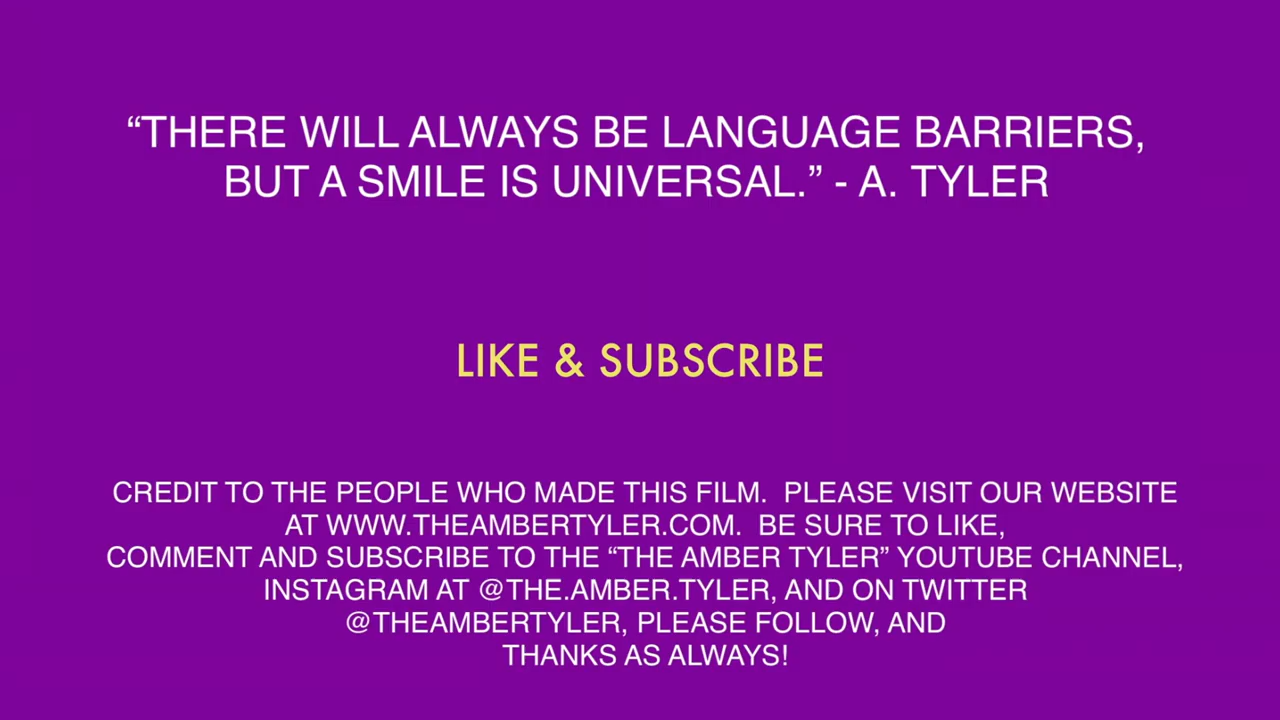 “THERE WILL ALWAYS BE LANGUAGE BARRIERS,
BUT A SMILE IS UNIVERSAL.” - A. TYLER
LIKE & SUBSCRIBE
CREDIT TO THE PEOPLE WHO MADE THIS FILM.  PLEASE VISIT OUR WEBSITE
AT WWW.THEAMBERTYLER.COM.  BE SURE TO LIKE,
COMMENT AND SUBSCRIBE TO THE “THE AMBER TYLER” YOUTUBE CHANNEL,
INSTAGRAM AT @THE.AMBER.TYLER, AND ON TWITTER
@THEAMBERTYLER, PLEASE FOLLOW, AND
THANKS AS ALWAYS!